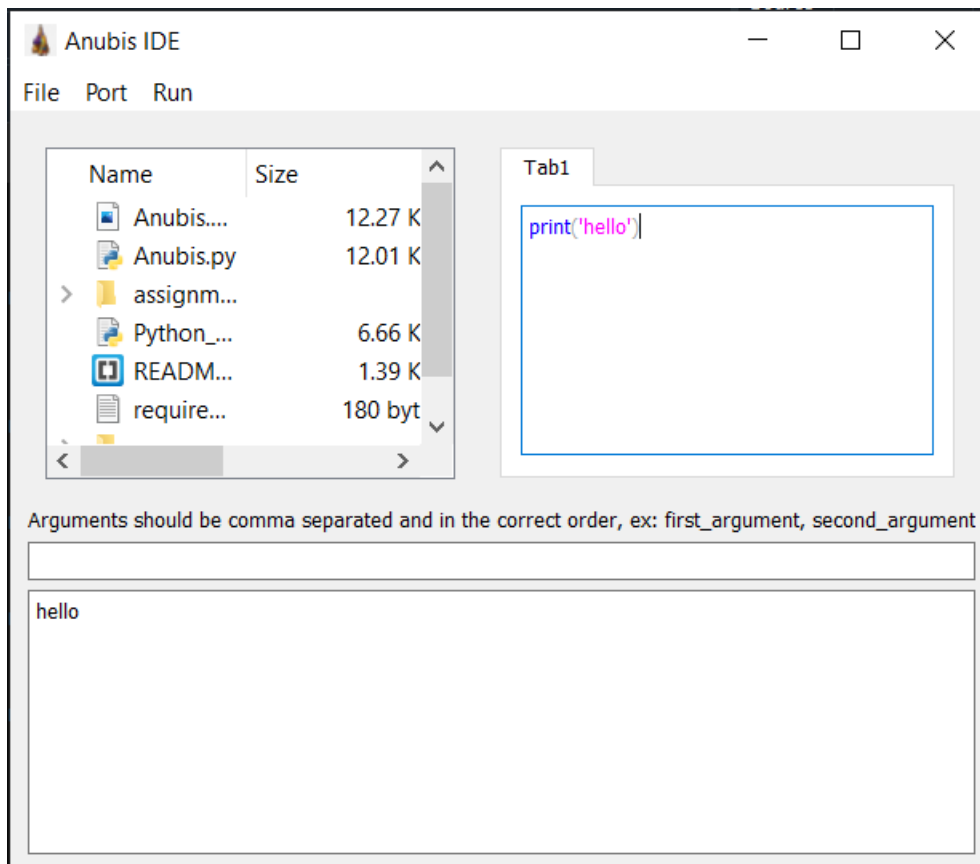 Anubis IDE
File Port Run
Name Size
Anubis.... 12.27 K
Anubis.py 12.01 K
assignm...
Python_... 6.66 K
READM... 1.39 K
require... 180 byt
Tab1
print('hello')
Arguments should be comma separated and in the correct order, ex: first_argument, second_argument
hello